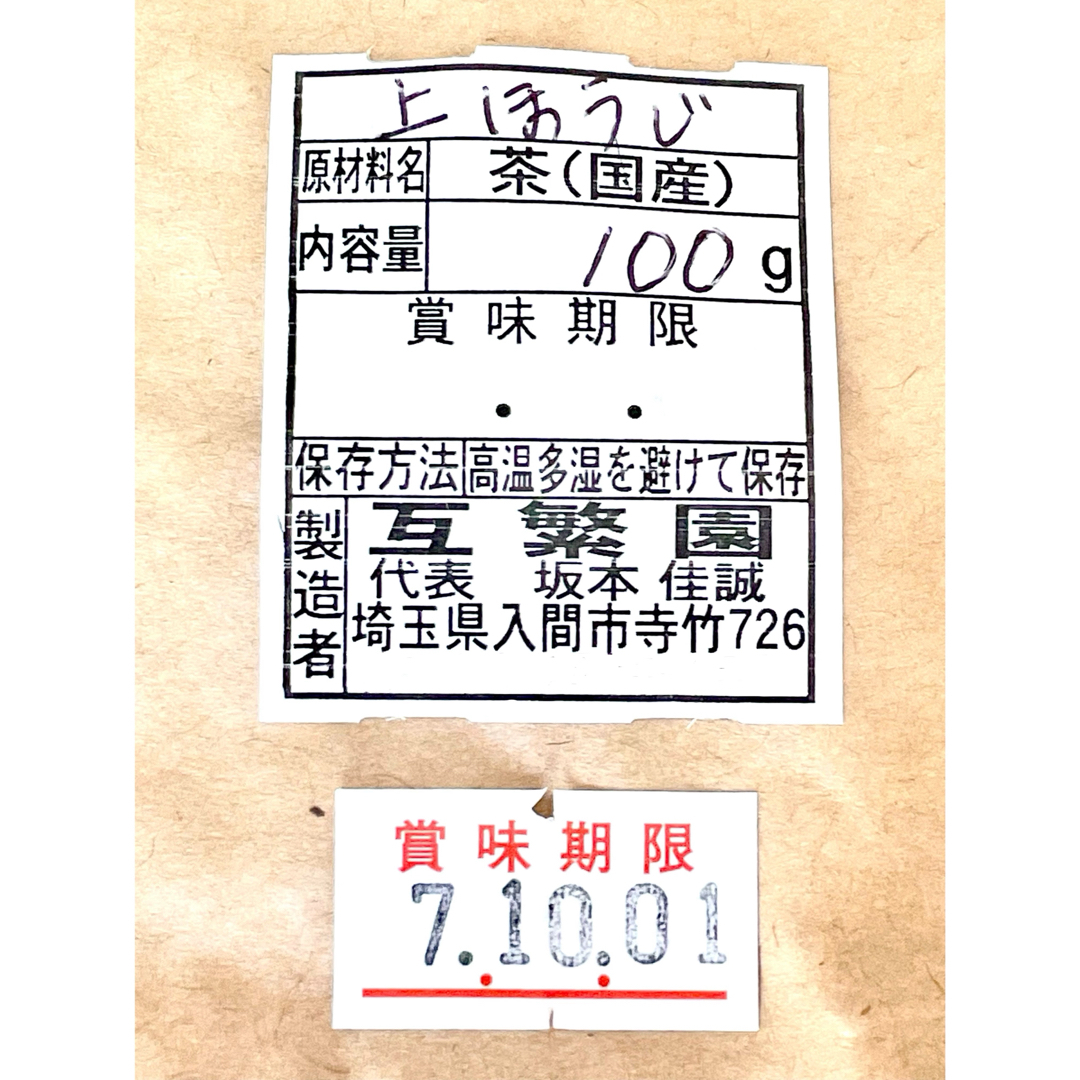 上ほうじ
原材料名 茶(国産)
内容量 100g
賞味期限
・ ・
保存方法 高温多湿を避けて保存
製造者 互繁園
代表 坂本 佳誠
埼玉県入間市寺竹726
賞味期限
7.10.01